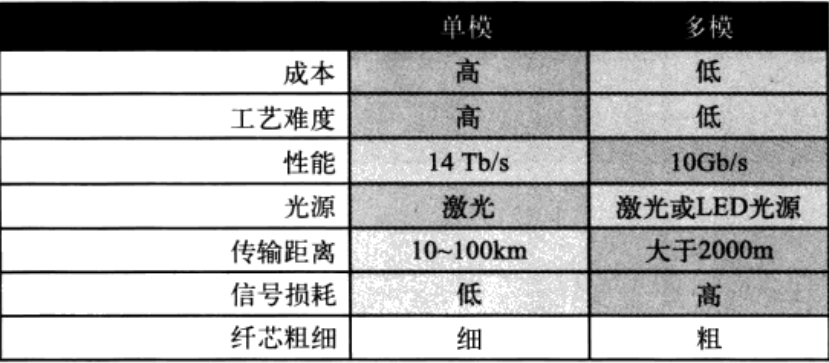 单模 多模
成本 高 低
工艺难度 高 低
性能 14 Tb/s 10Gb/s
光源 激光 激光或LED光源
传输距离 10~100km 大于2000m
信号损耗 低 高
纤芯粗细 细 粗